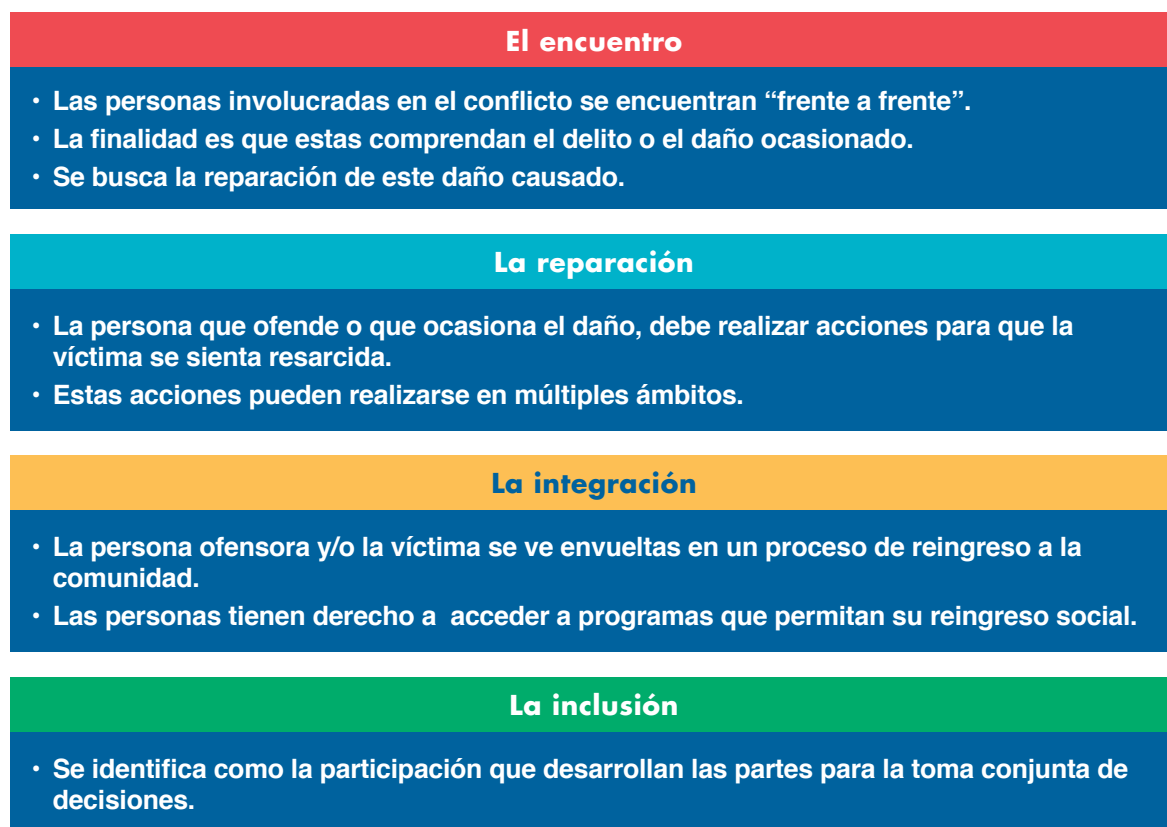 El encuentro
• Las personas involucradas en el conflicto se encuentran “frente a frente”.
• La finalidad es que estas comprendan el delito o el daño ocasionado.
• Se busca la reparación de este daño causado.
La reparación
• La persona que ofende o que ocasiona el daño, debe realizar acciones para que la
víctima se sienta resarcida.
• Estas acciones pueden realizarse en múltiples ámbitos.
La integración
• La persona ofensora y/o la víctima se ve envueltas en un proceso de reingreso a la
comunidad.
• Las personas tienen derecho a  acceder a programas que permitan su reingreso social.
La inclusión
• Se identifica como la participación que desarrollan las partes para la toma conjunta de
decisiones.